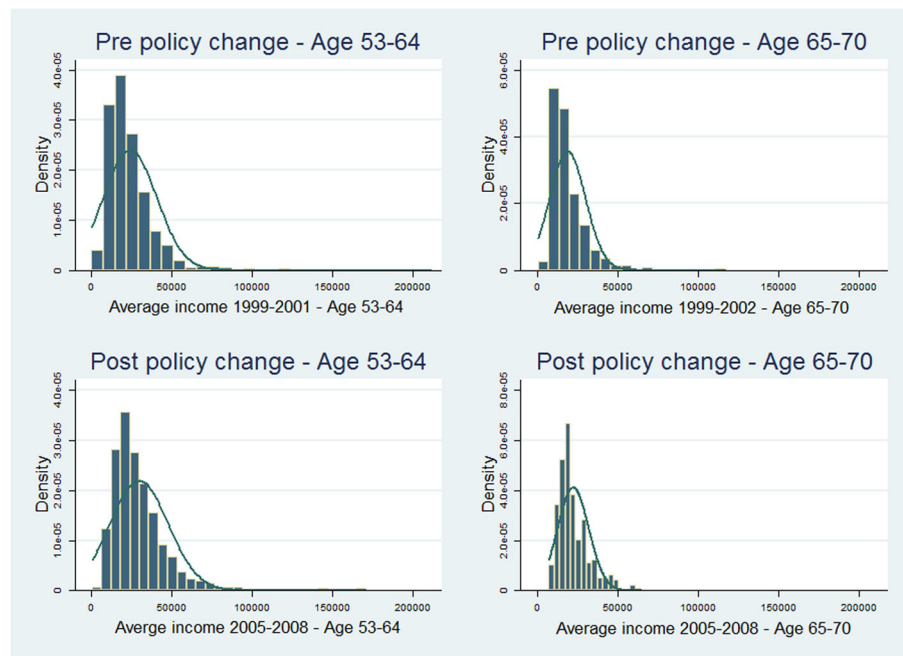 Pre policy change - Age 53-64
Density
4.0e-05
3.0e-05
2.0e-05
1.0e-05
0
0 50000 100000 150000 200000
Average income 1999-2001 - Age 53-64
Pre policy change - Age 65-70
Density
6.0e-05
4.0e-05
2.0e-05
0
0 50000 100000 150000 200000
Average income 1999-2002 - Age 65-70
Post policy change - Age 53-64
Density
4.0e-05
3.0e-05
2.0e-05
1.0e-05
0
0 50000 100000 150000 200000
Averge income 2005-2008 - Age 53-64
Post policy change - Age 65-70
Density
8.0e-05
6.0e-05
4.0e-05
2.0e-05
0
0 50000 100000 150000 200000
Average income 2005-2008 - Age 65-70